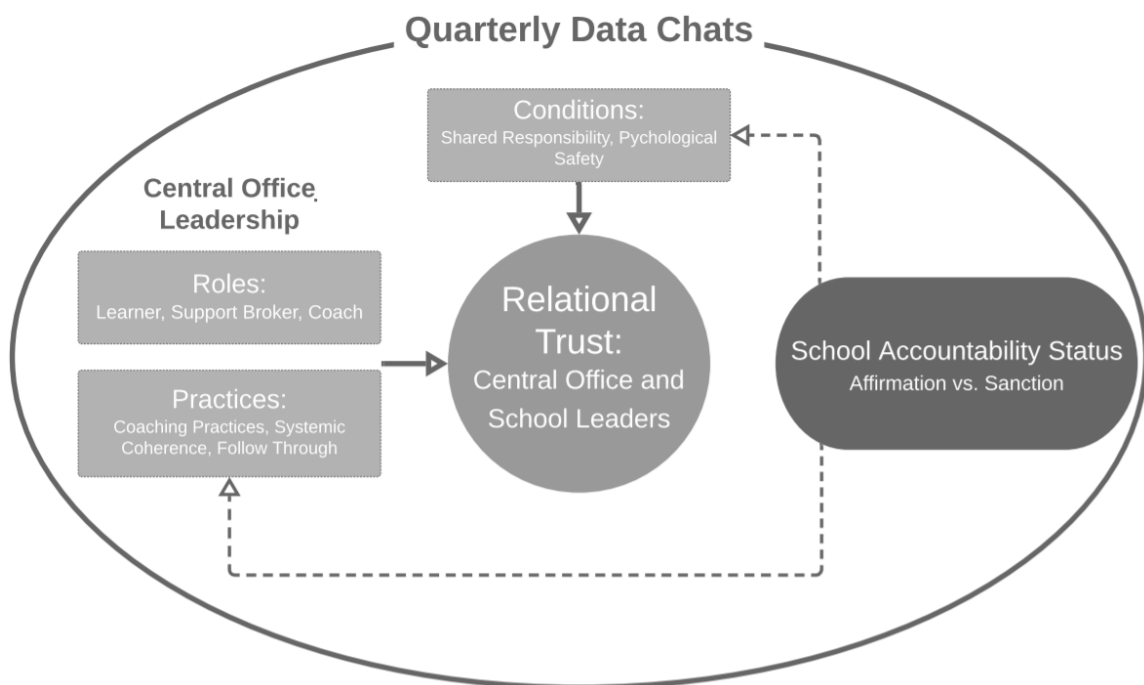 Quarterly Data Chats
Conditions:
Shared Responsibility, Pychological
Safety
Central Office
Leadership
Roles:
Learner, Support Broker, Coach
Practices:
Coaching Practices, Systemic
Coherence, Follow Through
Relational
Trust:
Central Office and
School Leaders
School Accountability Status
Affirmation vs. Sanction